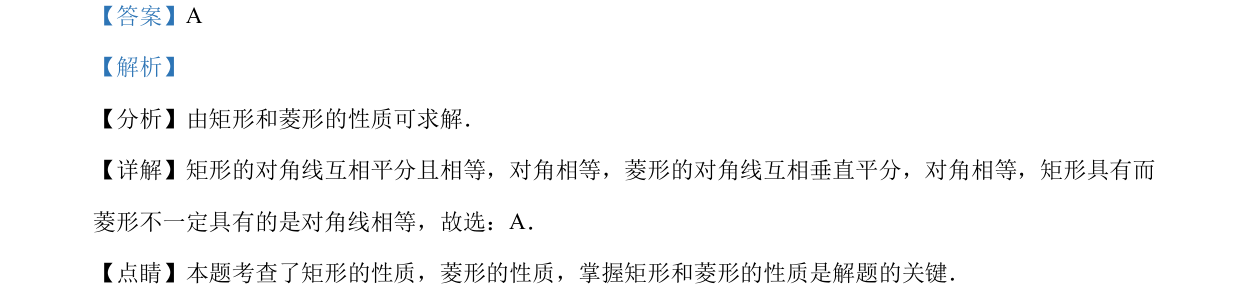 【答案】A
【解析】
【分析】由矩形和菱形的性质可求解．
【详解】矩形的对角线互相平分且相等，对角相等，菱形的对角线互相垂直平分，对角相等，矩形具有而
菱形不一定具有的是对角线相等，故选：A．
【点睛】本题考查了矩形的性质，菱形的性质，掌握矩形和菱形的性质是解题的关键．